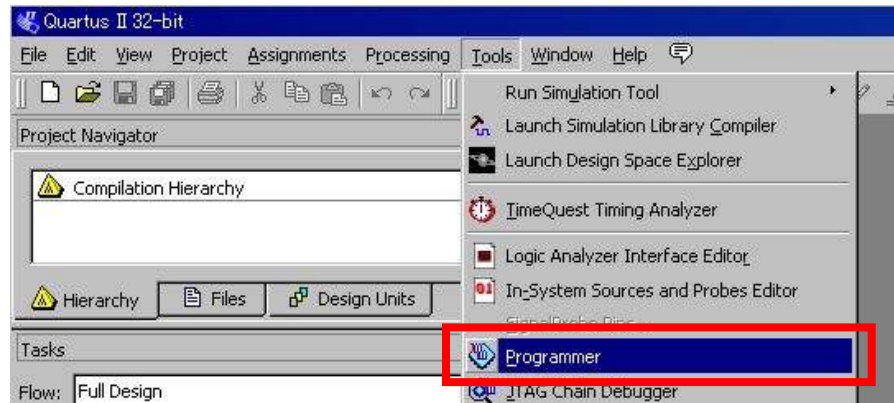 Quartus II 32-bit
File Edit View Project Assignments Processing Tools Window Help
Project Navigator
Compilation Hierarchy
Hierarchy Files Design Units
Tasks
Flow: Full Design
Run Simulation Tool
Launch Simulation Library Compiler
Launch Design Space Explorer
TimeQuest Timing Analyzer
Logic Analyzer Interface Editor
In-System Sources and Probes Editor
SignalProbe Pins...
Programmer
JTAG Chain Debugger